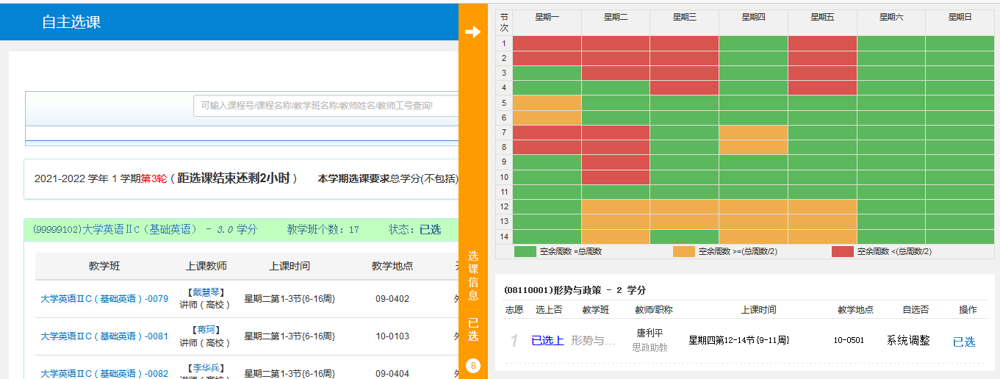 自主选课
可输入课程号/课程名称/教学班名称/教师姓名/教师工号查询!
2021-2022 学年 1 学期第3轮（距选课结束还剩2小时） 本学期选课要求总学分(不包括)
(99999102)大学英语ⅡC（基础英语） - 3.0 学分 教学班个数：17 状态：已选
教学班 上课教师 上课时间 教学地点
大学英语ⅡC（基础英语）-0079 【戴慧琴】 讲师（高校） 星期二第1-3节{6-16周} 09-0402
大学英语ⅡC（基础英语）-0081 【蒋珂】 讲师（高校） 星期二第1-3节{6-16周} 10-0103
大学英语ⅡC（基础英语）-0082 【李华兵】 讲师（高校） 星期二第1-3节{6-16周} 09-0404
选课信息
已选
8
节次 星期一 星期二 星期三 星期四 星期五 星期六 星期日
1
2
3
4
5
6
7
8
9
10
11
12
13
14
空余周数 =总周数 空余周数 >=(总周数/2) 空余周数 <(总周数/2)
(08110001)形势与政策 - 2 学分
志愿 选上否 教学班 教师/职称 上课时间 教学地点 自选否 操作
1 已选上 形势与... 唐利平 思政助教 星期四第12-14节{9-11周} 10-0501 系统调整 已选